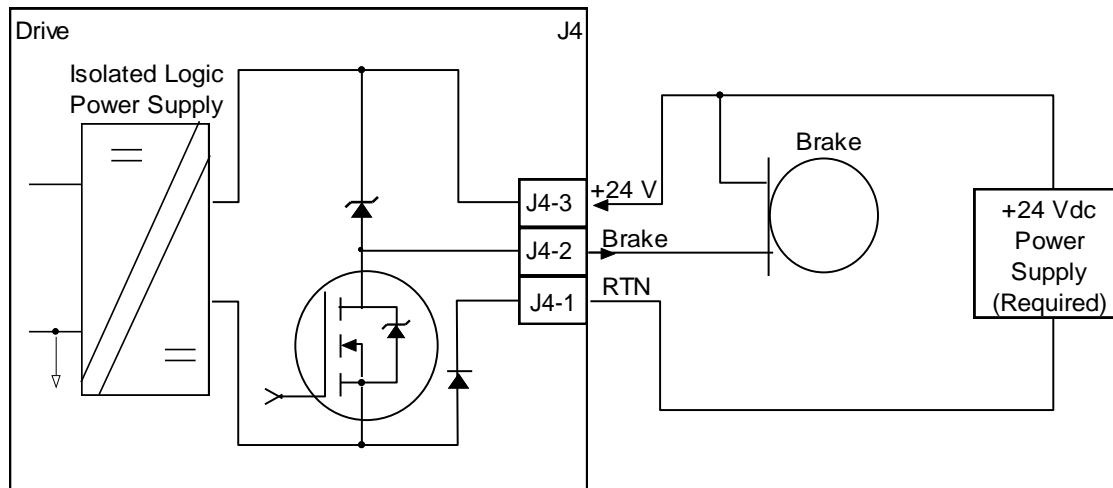 Drive
J4
Isolated Logic
Power Supply
Brake
J4-3
+24 V
J4-2
Brake
J4-1
RTN
+24 Vdc
Power
Supply
(Required)